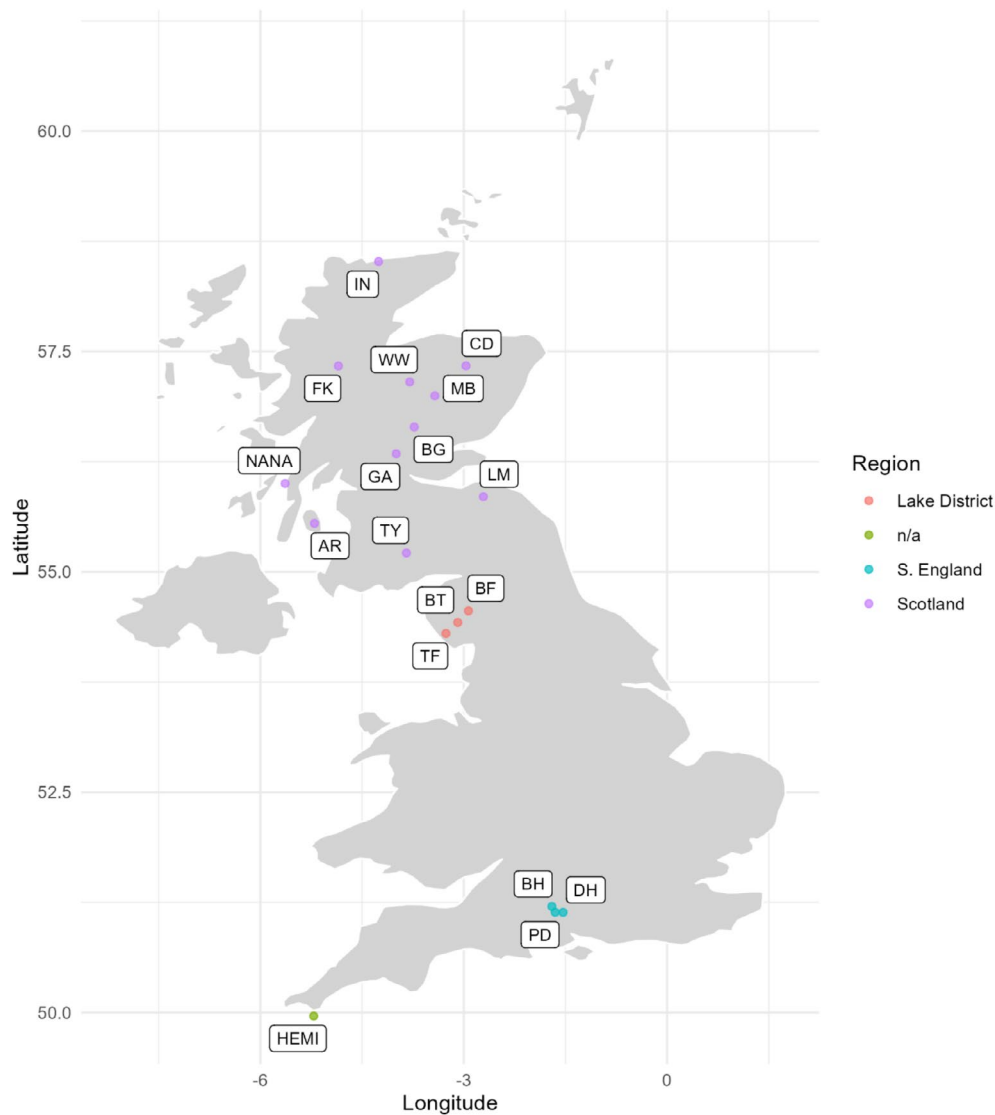 60.0
57.5
55.0
52.5
50.0
Latitude
-6
-3
0
Longitude
IN
CD
WW
FK
MB
BG
NANA
GA
LM
AR
TY
BF
BT
TF
BH
DH
PD
HEMI
Region
Lake District
n/a
S. England
Scotland